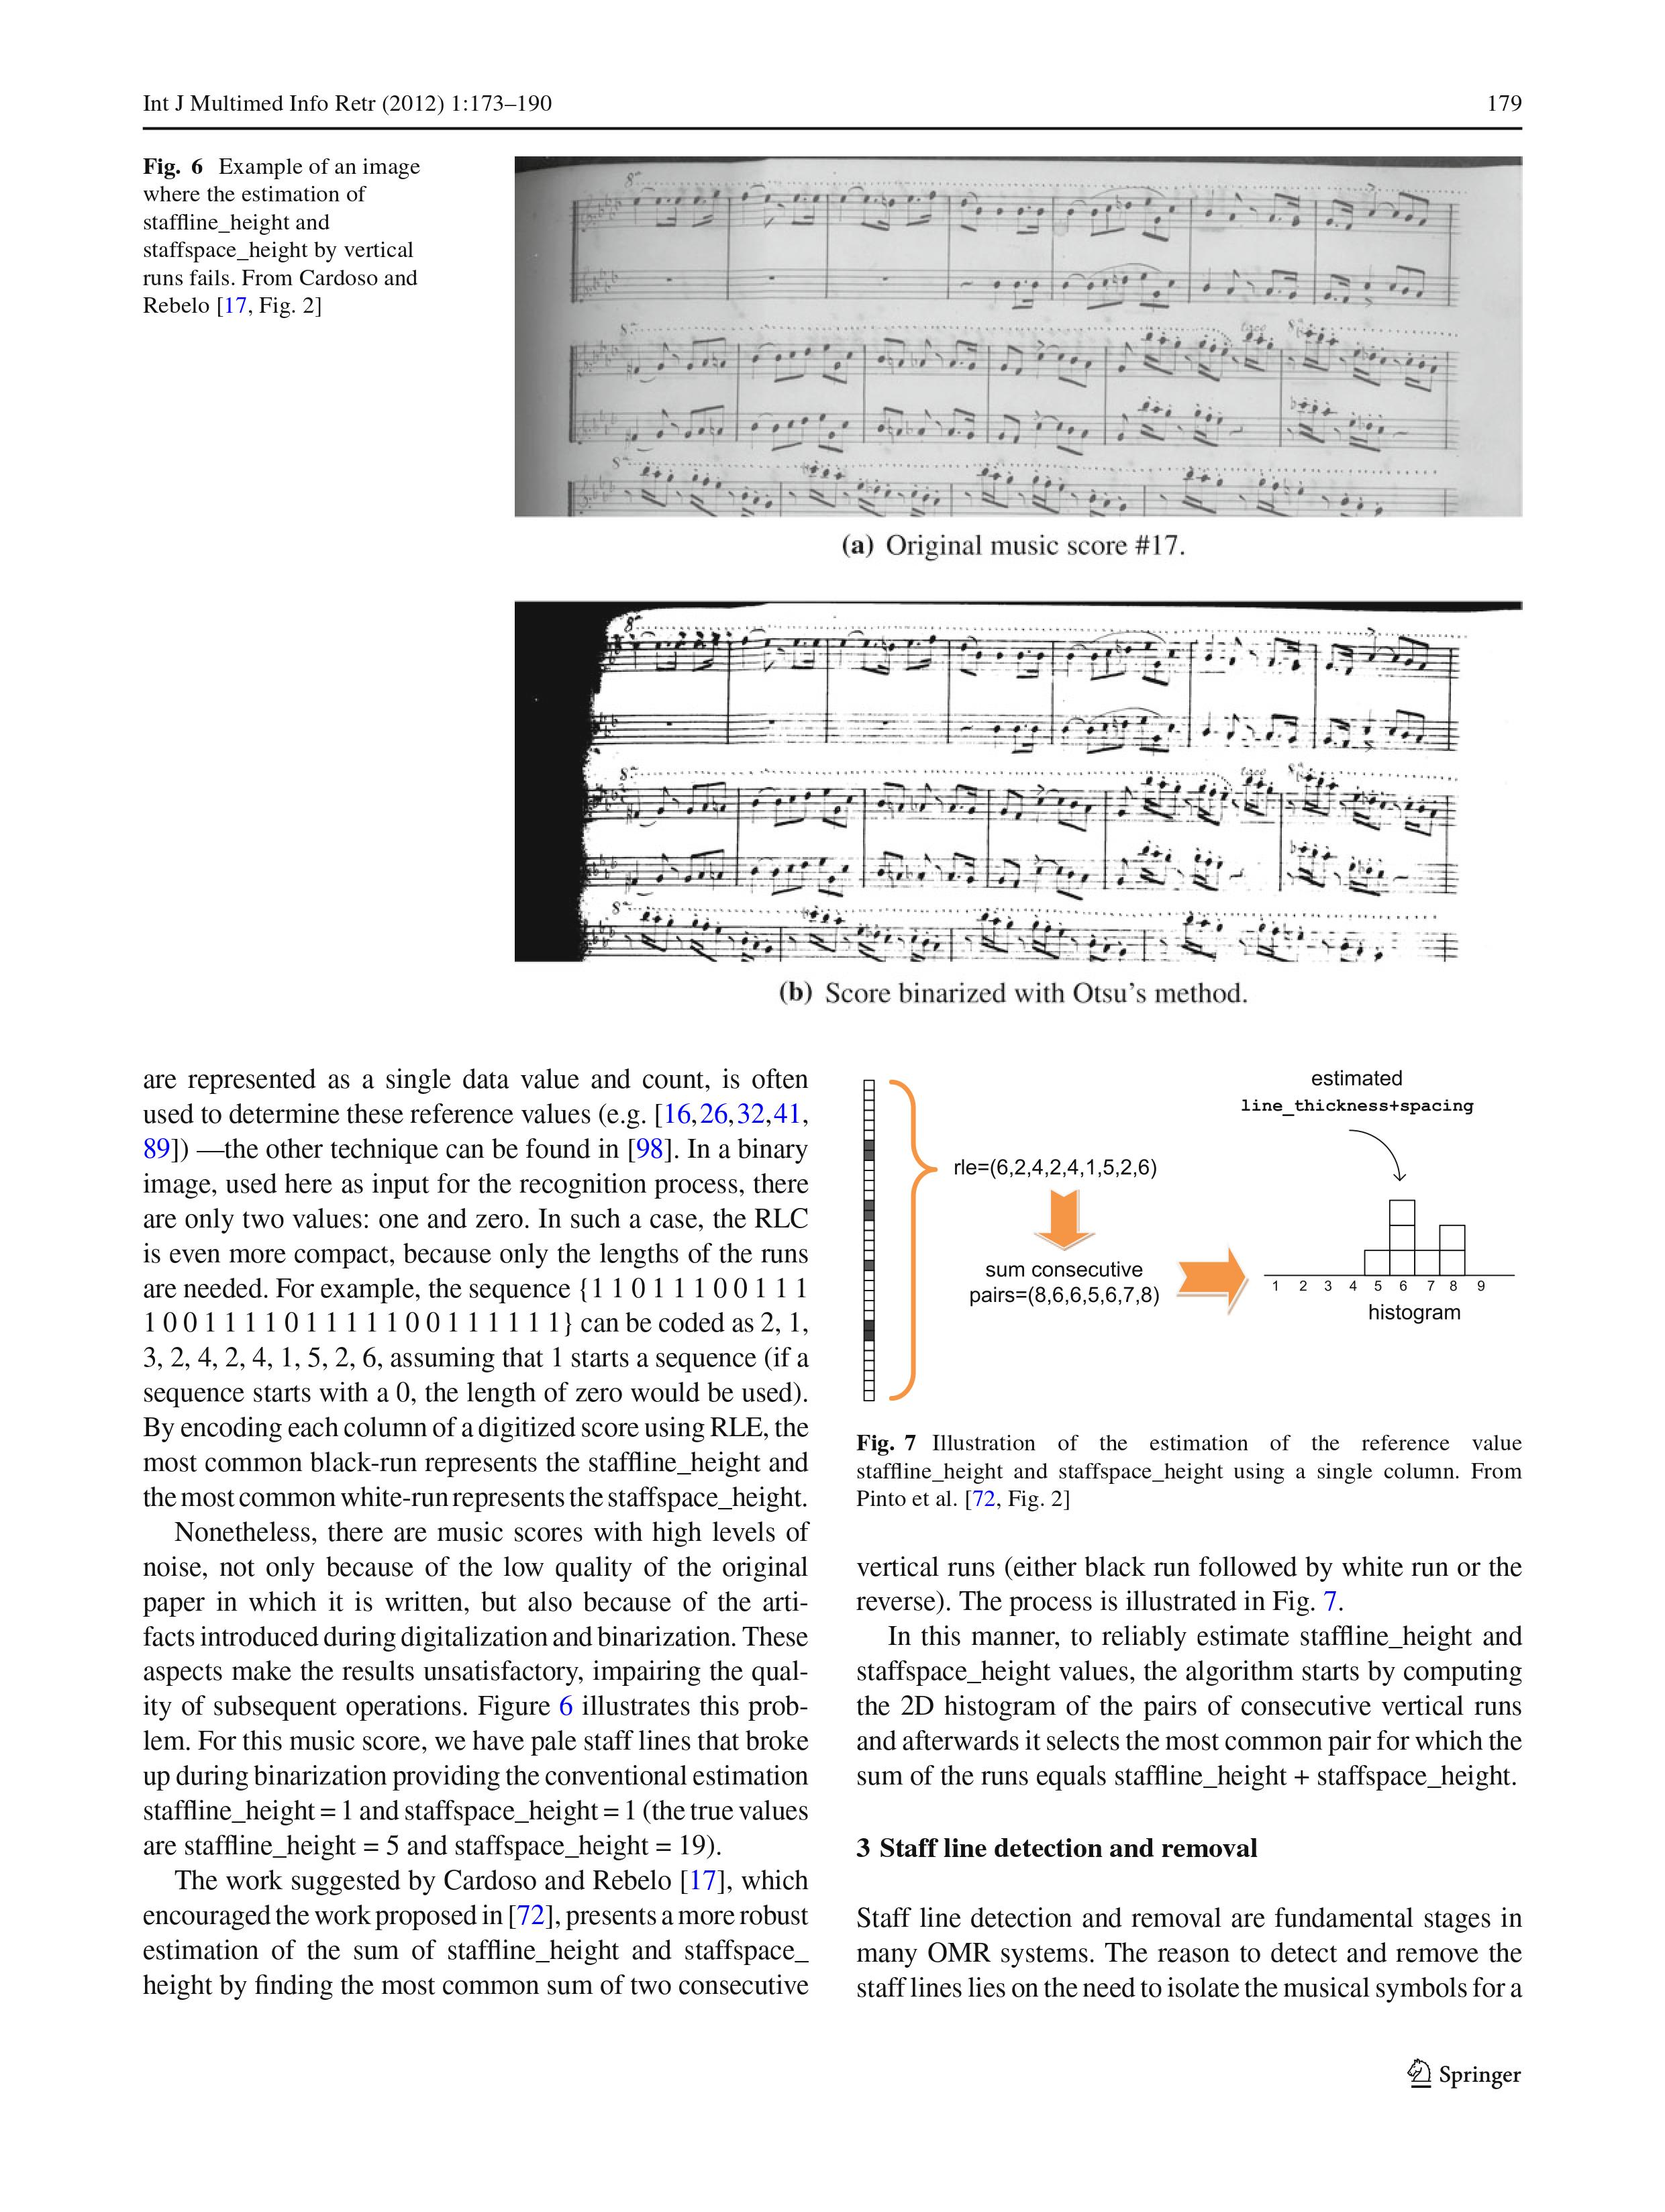 Int J Multimed Info Retr (2012) 1:173–190
179
Fig. 6 Example of an image
where the estimation of
staffline_height and
staffspace_height by vertical
runs fails. From Cardoso and
Rebelo [17, Fig. 2]
(a) Original music score #17.
(b) Score binarized with Otsu's method.
are represented as a single data value and count, is often
used to determine these reference values (e.g. [16,26,32,41,
89]) —the other technique can be found in [98]. In a binary
image, used here as input for the recognition process, there
are only two values: one and zero. In such a case, the RLC
is even more compact, because only the lengths of the runs
are needed. For example, the sequence {1 1 0 1 1 1 0 0 1 1 1
1 0 0 1 1 1 1 0 1 1 1 1 1 0 0 1 1 1 1 1 1} can be coded as 2, 1,
3, 2, 4, 2, 4, 1, 5, 2, 6, assuming that 1 starts a sequence (if a
sequence starts with a 0, the length of zero would be used).
By encoding each column of a digitized score using RLE, the
most common black-run represents the staffline_height and
the most common white-run represents the staffspace_height.
Nonetheless, there are music scores with high levels of
noise, not only because of the low quality of the original
paper in which it is written, but also because of the arti-
facts introduced during digitalization and binarization. These
aspects make the results unsatisfactory, impairing the qual-
ity of subsequent operations. Figure 6 illustrates this prob-
lem. For this music score, we have pale staff lines that broke
up during binarization providing the conventional estimation
staffline_height = 1 and staffspace_height = 1 (the true values
are staffline_height = 5 and staffspace_height = 19).
The work suggested by Cardoso and Rebelo [17], which
encouraged the work proposed in [72], presents a more robust
estimation of the sum of staffline_height and staffspace_
height by finding the most common sum of two consecutive
estimated
line_thickness+spacing
rle=(6,2,4,2,4,1,5,2,6)
sum consecutive
pairs=(8,6,6,5,6,7,8)
1 2 3 4 5 6 7 8 9
histogram
Fig. 7 Illustration of the estimation of the reference value
staffline_height and staffspace_height using a single column. From
Pinto et al. [72, Fig. 2]
vertical runs (either black run followed by white run or the
reverse). The process is illustrated in Fig. 7.
In this manner, to reliably estimate staffline_height and
staffspace_height values, the algorithm starts by computing
the 2D histogram of the pairs of consecutive vertical runs
and afterwards it selects the most common pair for which the
sum of the runs equals staffline_height + staffspace_height.
3 Staff line detection and removal
Staff line detection and removal are fundamental stages in
many OMR systems. The reason to detect and remove the
staff lines lies on the need to isolate the musical symbols for a
Springer